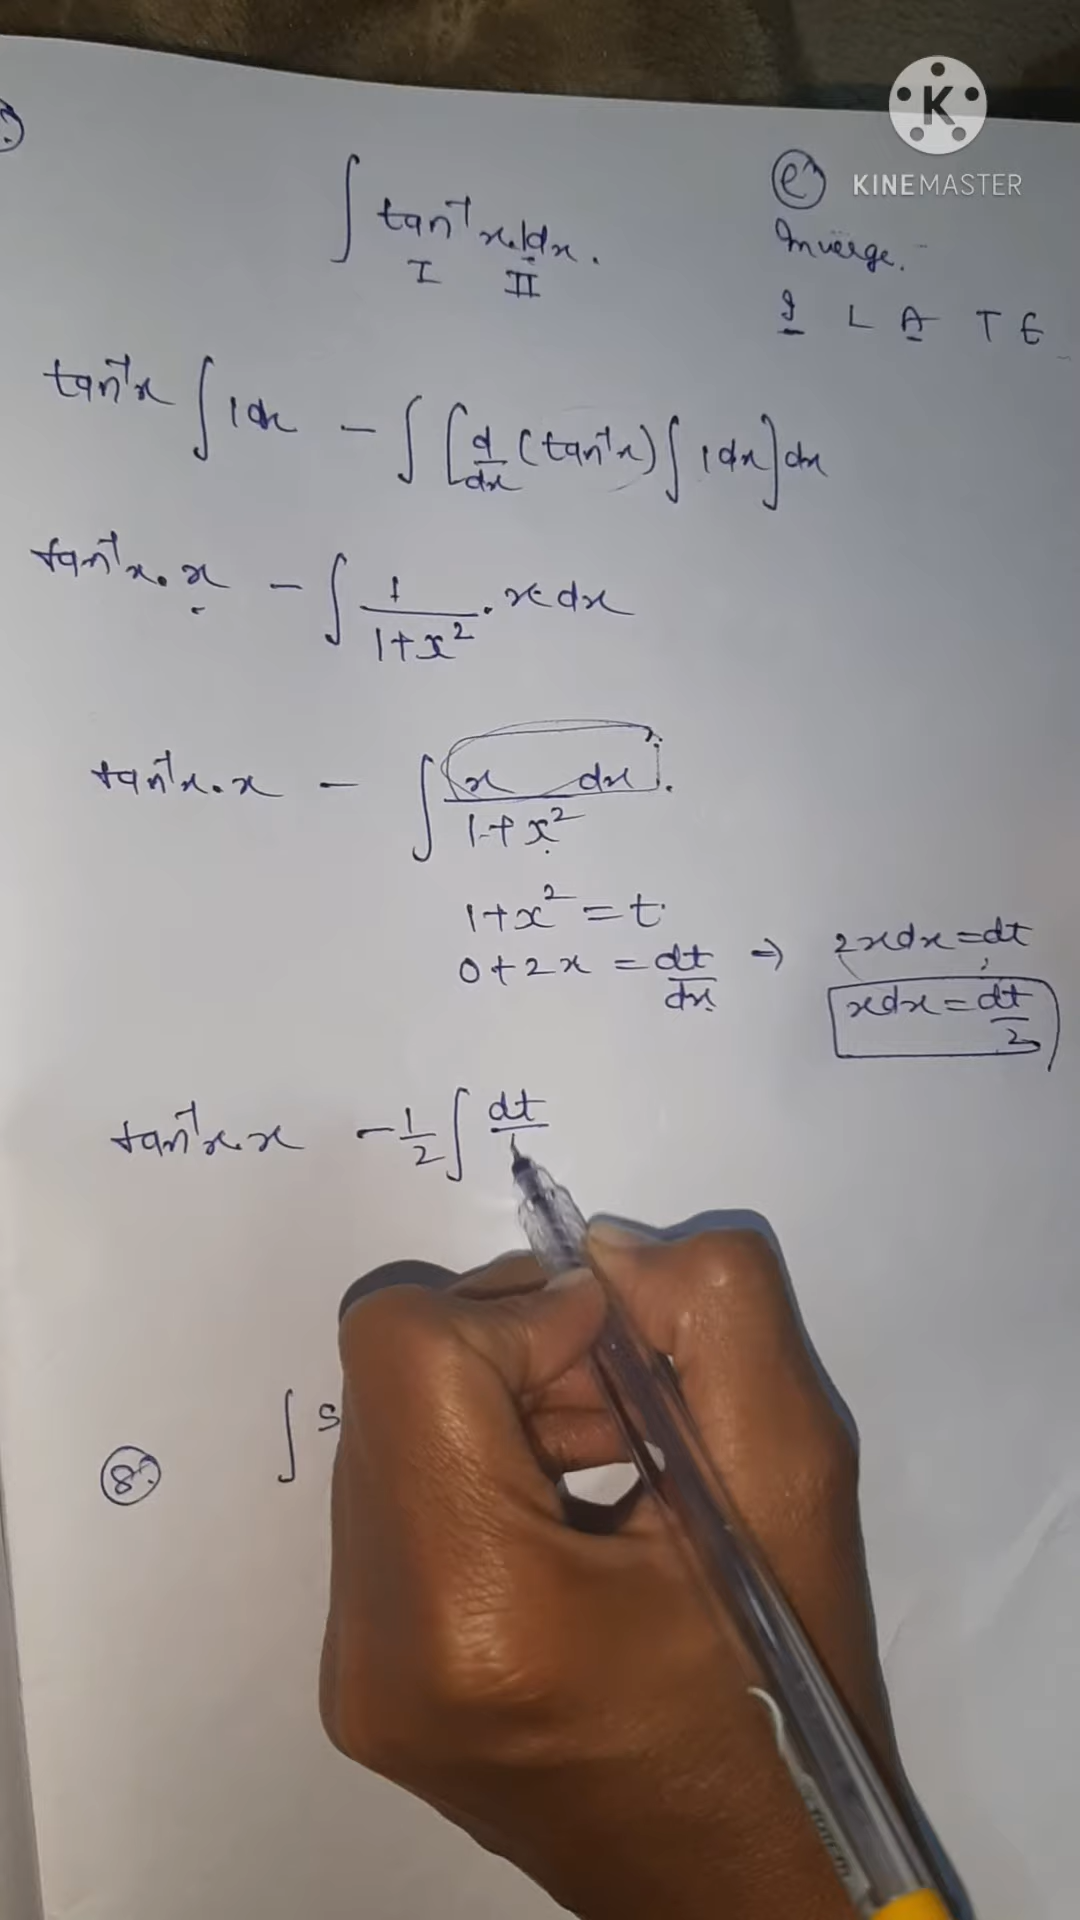 K
KINEMASTER
e
∫ tan⁻¹x.1dx.
I II
Inverse.
I L A T E
tan⁻¹x ∫1dx − ∫[d/dx (tan⁻¹x) ∫1dx]dx
tan⁻¹x.x − ∫ 1/(1+x²) . x dx
tan⁻¹x.x − ∫ (x dx)/(1+x²) .
1+x² = t
0+2x = dt/dx ⇒ 2xdx = dt
xdx = dt/2
tan⁻¹x.x − 1/2 ∫ dt/
8 ∫ s